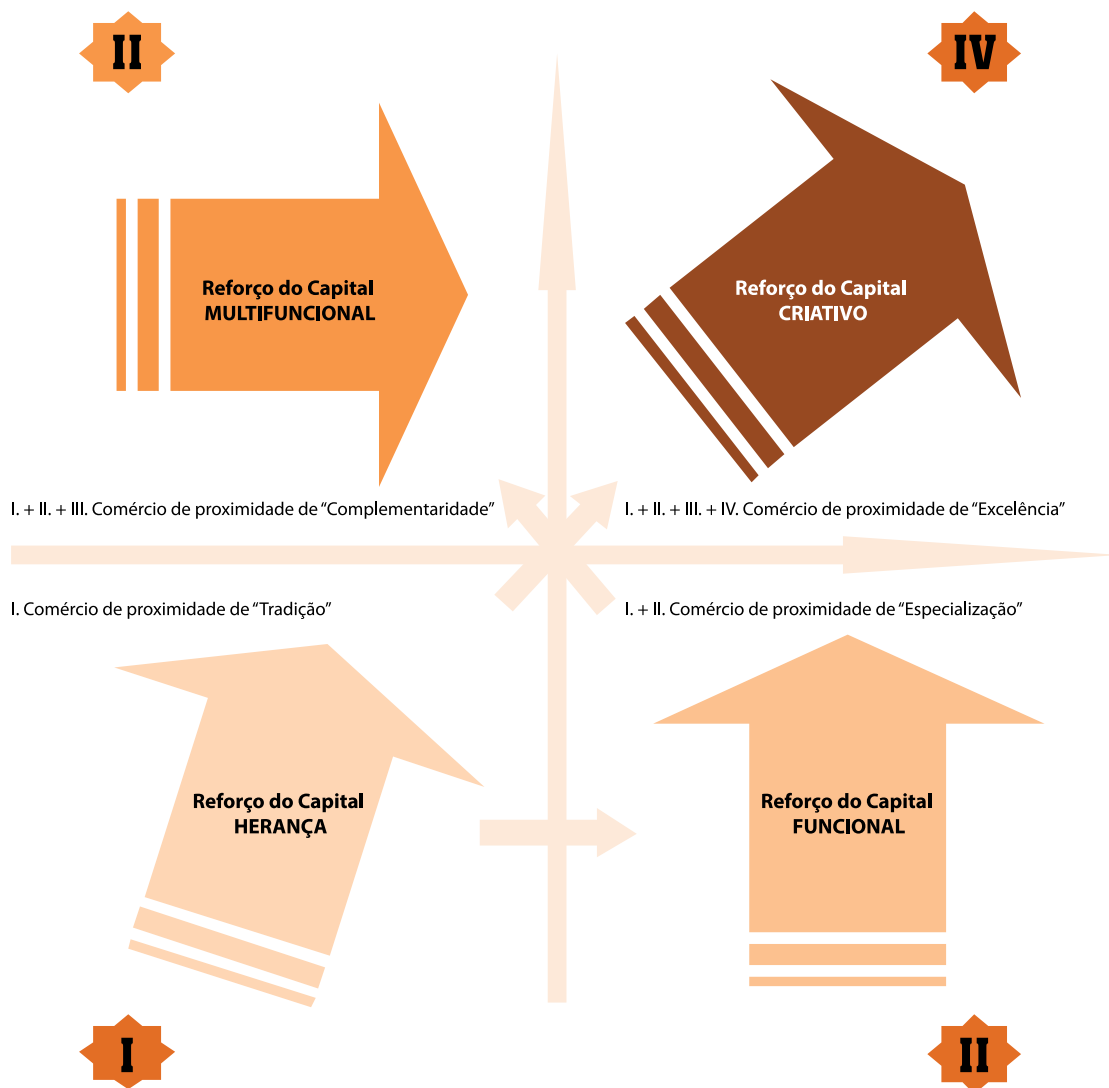 II
IV
Reforço do Capital
MULTIFUNCIONAL
Reforço do Capital
CRIATIVO
I. + II. + III. Comércio de proximidade de “Complementaridade”
I. + II. + III. + IV. Comércio de proximidade de “Excelência”
I. Comércio de proximidade de “Tradição”
I. + II. Comércio de proximidade de “Especialização”
Reforço do Capital
HERANÇA
Reforço do Capital
FUNCIONAL
I
II